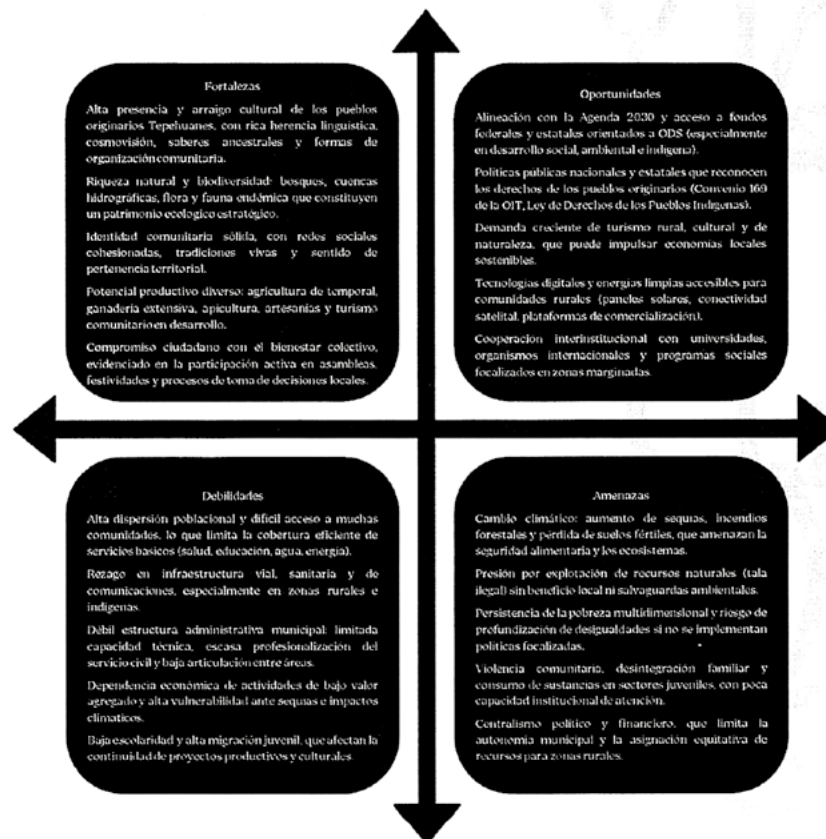 Fortalezas
Alta presencia y arraigo cultural de los pueblos
originarios Tepehuanes, con rica herencia linguística,
cosmovisión, saberes ancestrales y formas de
organización comunitaria.
Riqueza natural y biodiversidad: bosques, cuencas
hidrográficas, flora y fauna endémica que constituyen
un patrimonio ecologico estratégico.
Identidad comunitaria sólida, con redes sociales
cohesionadas, tradiciones vivas y sentido de
pertenencia territorial.
Potencial productivo diverso: agricultura de temporal,
ganadería extensiva, apicultura, artesanías y turismo
comunitario en desarrollo.
Compromiso ciudadano con el bienestar colectivo,
evidenciado en la participación activa en asambleas,
festividades y procesos de toma de decisiones locales.
Oportunidades
Alineación con la Agenda 2030 y acceso a fondos
federales y estatales orientados a ODS (especialmente
en desarrollo social, ambiental e indígena).
Políticas públicas nacionales y estatales que reconocen
los derechos de los pueblos originarios (Convenio 169
de la OIT, Ley de Derechos de los Pueblos Indígenas).
Demanda creciente de turismo rural, cultural y de
naturaleza, que puede impulsar economías locales
sostenibles.
Tecnologías digitales y energías limpias accesibles para
comunidades rurales (paneles solares, conectividad
satelital, plataformas de comercialización).
Cooperación interinstitucional con universidades,
organismos internacionales y programas sociales
focalizados en zonas marginadas.
Debilidades
Alta dispersión poblacional y difícil acceso a muchas
comunidades, lo que limita la cobertura eficiente de
servicios basicos (salud, educación, agua, energía).
Rezago en infraestructura vial, sanitaria y de
comunicaciones, especialmente en zonas rurales e
indígenas.
Débil estructura administrativa municipal: limitada
capacidad técnica, escasa profesionalización del
servicio civil y baja articulación entre áreas.
Dependencia económica de actividades de bajo valor
agregado y alta vulnerabilidad ante sequías e impactos
climáticos.
Baja escolaridad y alta migración juvenil, que afectan la
continuidad de proyectos productivos y culturales.
Amenazas
Cambio climático: aumento de sequías, incendios
forestales y pérdida de suelos fértiles, que amenazan la
seguridad alimentaria y los ecosistemas.
Presión por explotación de recursos naturales (tala
ilegal) sin beneficio local ni salvaguardas ambientales.
Persistencia de la pobreza multidimensional y riesgo de
profundización de desigualdades si no se implementan
políticas focalizadas.
Violencia comunitaria, desintegración familiar y
consumo de sustancias en sectores juveniles, con poca
capacidad institucional de atención.
Centralismo político y financiero, que limita la
autonomía municipal y la asignación equitativa de
recursos para zonas rurales.